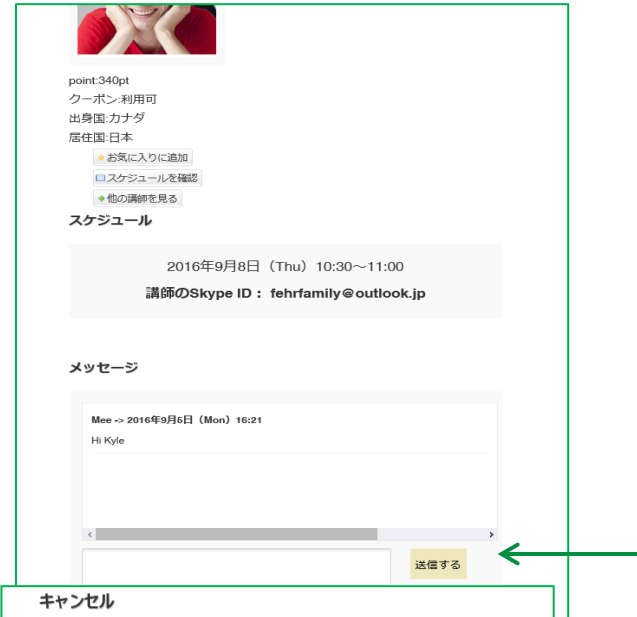 point:340pt
クーポン:利用可
出身国:カナダ
居住国:日本
お気に入りに追加
スケジュールを確認
他の講師を見る
スケジュール
2016年9月8日（Thu）10:30〜11:00
講師のSkype ID： fehrfamily@outlook.jp
メッセージ
Mee -> 2016年9月5日（Mon）16:21
Hi Kyle
送信する
キャンセル